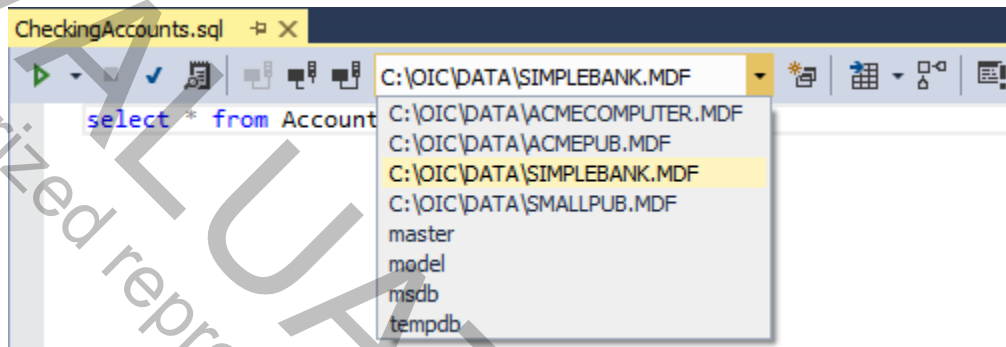 CheckingAccounts.sql
C:\OIC\DATA\SIMPLEBANK.MDF
select * from Account
C:\OIC\DATA\ACMECOMPUTER.MDF
C:\OIC\DATA\ACMEPUB.MDF
C:\OIC\DATA\SIMPLEBANK.MDF
C:\OIC\DATA\SMALLPUB.MDF
master
model
msdb
tempdb